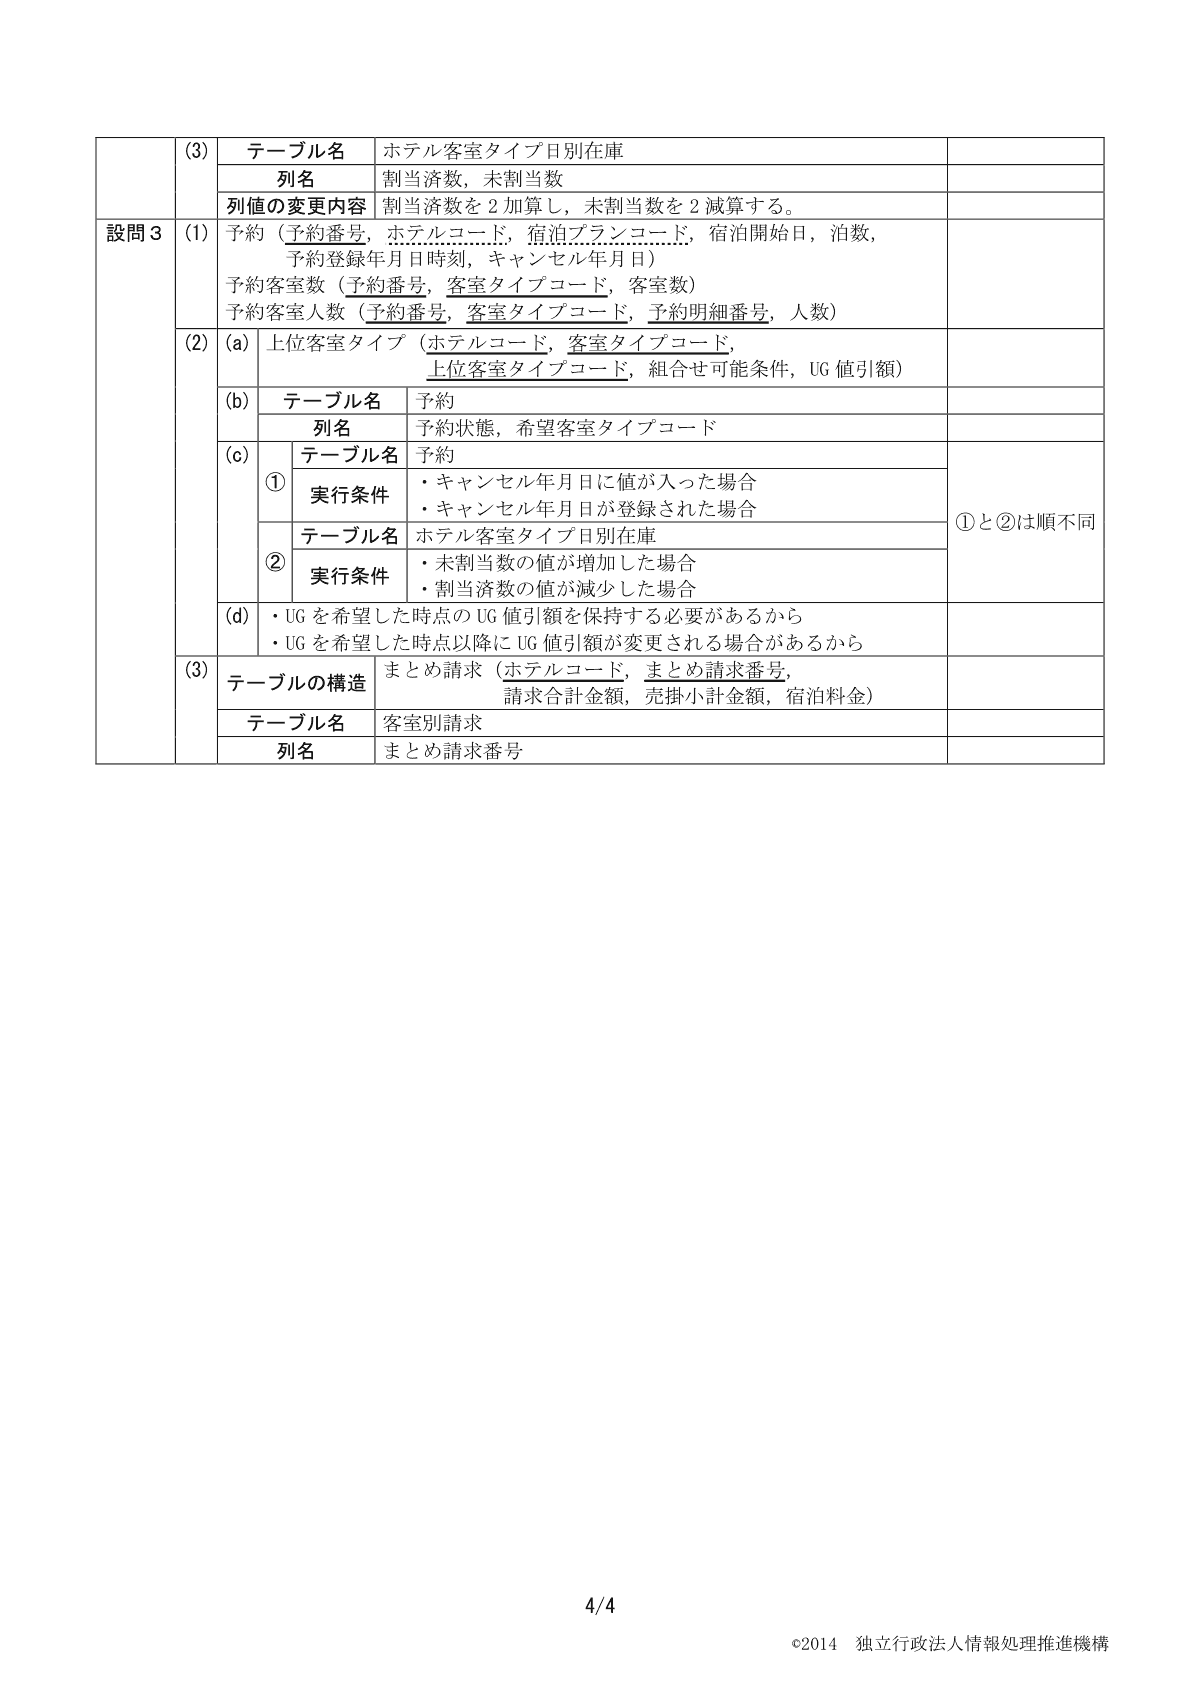 (3) テーブル名 ホテル客室タイプ日別在庫
列名 割当済数，未割当数
列値の変更内容 割当済数を 2 加算し，未割当数を 2 減算する。
設問３ (1) 予約（予約番号，ホテルコード，宿泊プランコード，宿泊開始日，泊数，
予約登録年月日時刻，キャンセル年月日）
予約客室数（予約番号，客室タイプコード，客室数）
予約客室人数（予約番号，客室タイプコード，予約明細番号，人数）
(2) (a) 上位客室タイプ（ホテルコード，客室タイプコード，
上位客室タイプコード，組合せ可能条件，UG 値引額）
(b) テーブル名 予約
列名 予約状態，希望客室タイプコード
(c) ① テーブル名 予約
実行条件 ・キャンセル年月日に値が入った場合
・キャンセル年月日が登録された場合
①と②は順不同
② テーブル名 ホテル客室タイプ日別在庫
実行条件 ・未割当数の値が増加した場合
・割当済数の値が減少した場合
(d) ・UG を希望した時点の UG 値引額を保持する必要があるから
・UG を希望した時点以降に UG 値引額が変更される場合があるから
(3) テーブルの構造 まとめ請求（ホテルコード，まとめ請求番号，
請求合計金額，売掛小計金額，宿泊料金）
テーブル名 客室別請求
列名 まとめ請求番号
4/4
©2014　独立行政法人情報処理推進機構